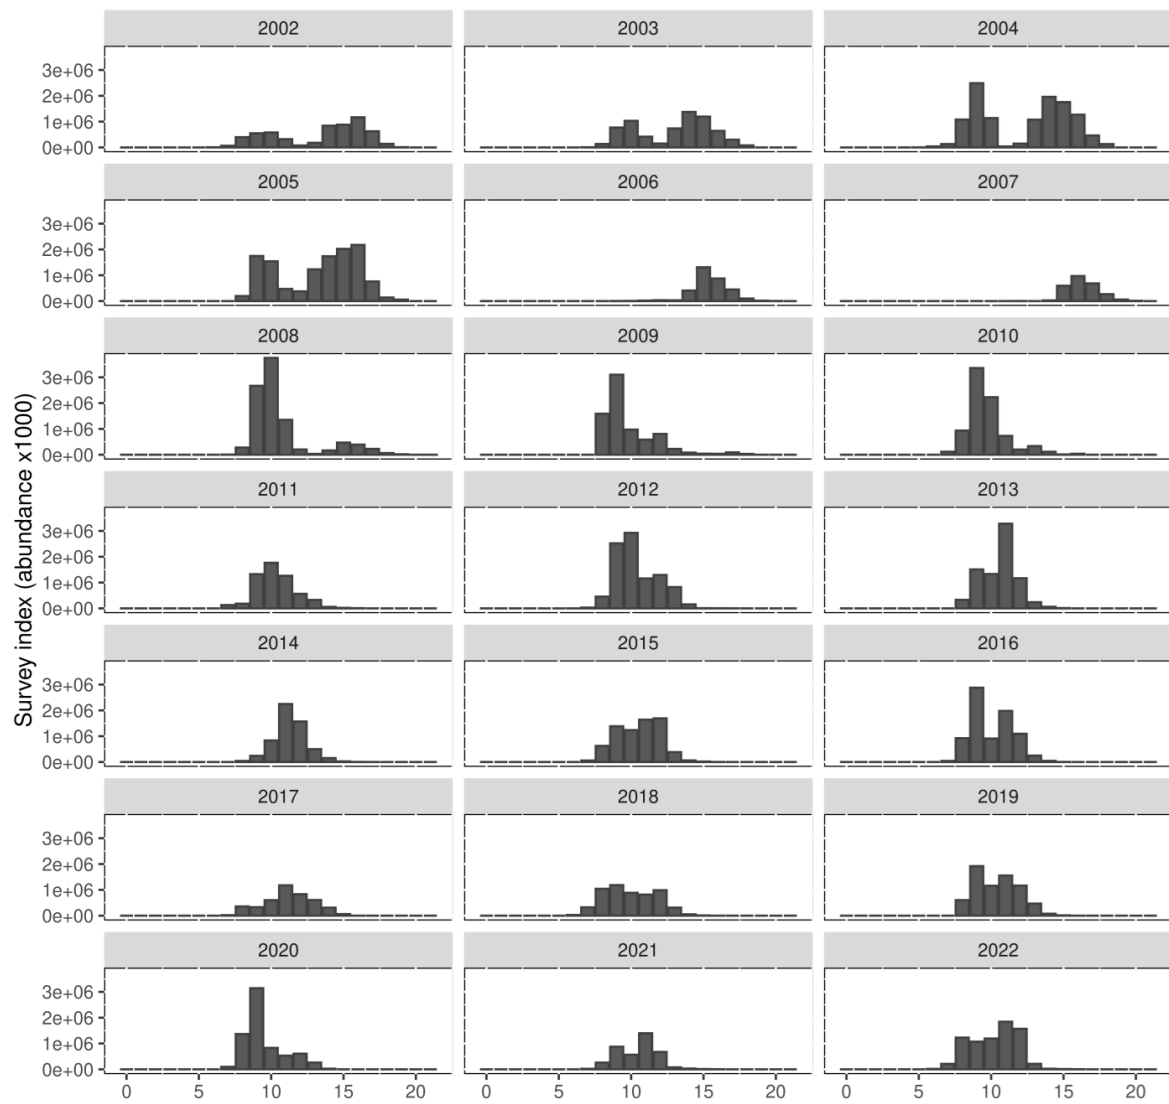 2002 2003 2004
3e+06
2e+06
1e+06
0e+00
2005 2006 2007
3e+06
2e+06
1e+06
0e+00
2008 2009 2010
3e+06
2e+06
1e+06
0e+00
2011 2012 2013
3e+06
2e+06
1e+06
0e+00
2014 2015 2016
3e+06
2e+06
1e+06
0e+00
2017 2018 2019
3e+06
2e+06
1e+06
0e+00
2020 2021 2022
3e+06
2e+06
1e+06
0e+00
0 5 10 15 20 0 5 10 15 20 0 5 10 15 20
Survey index (abundance x1000)